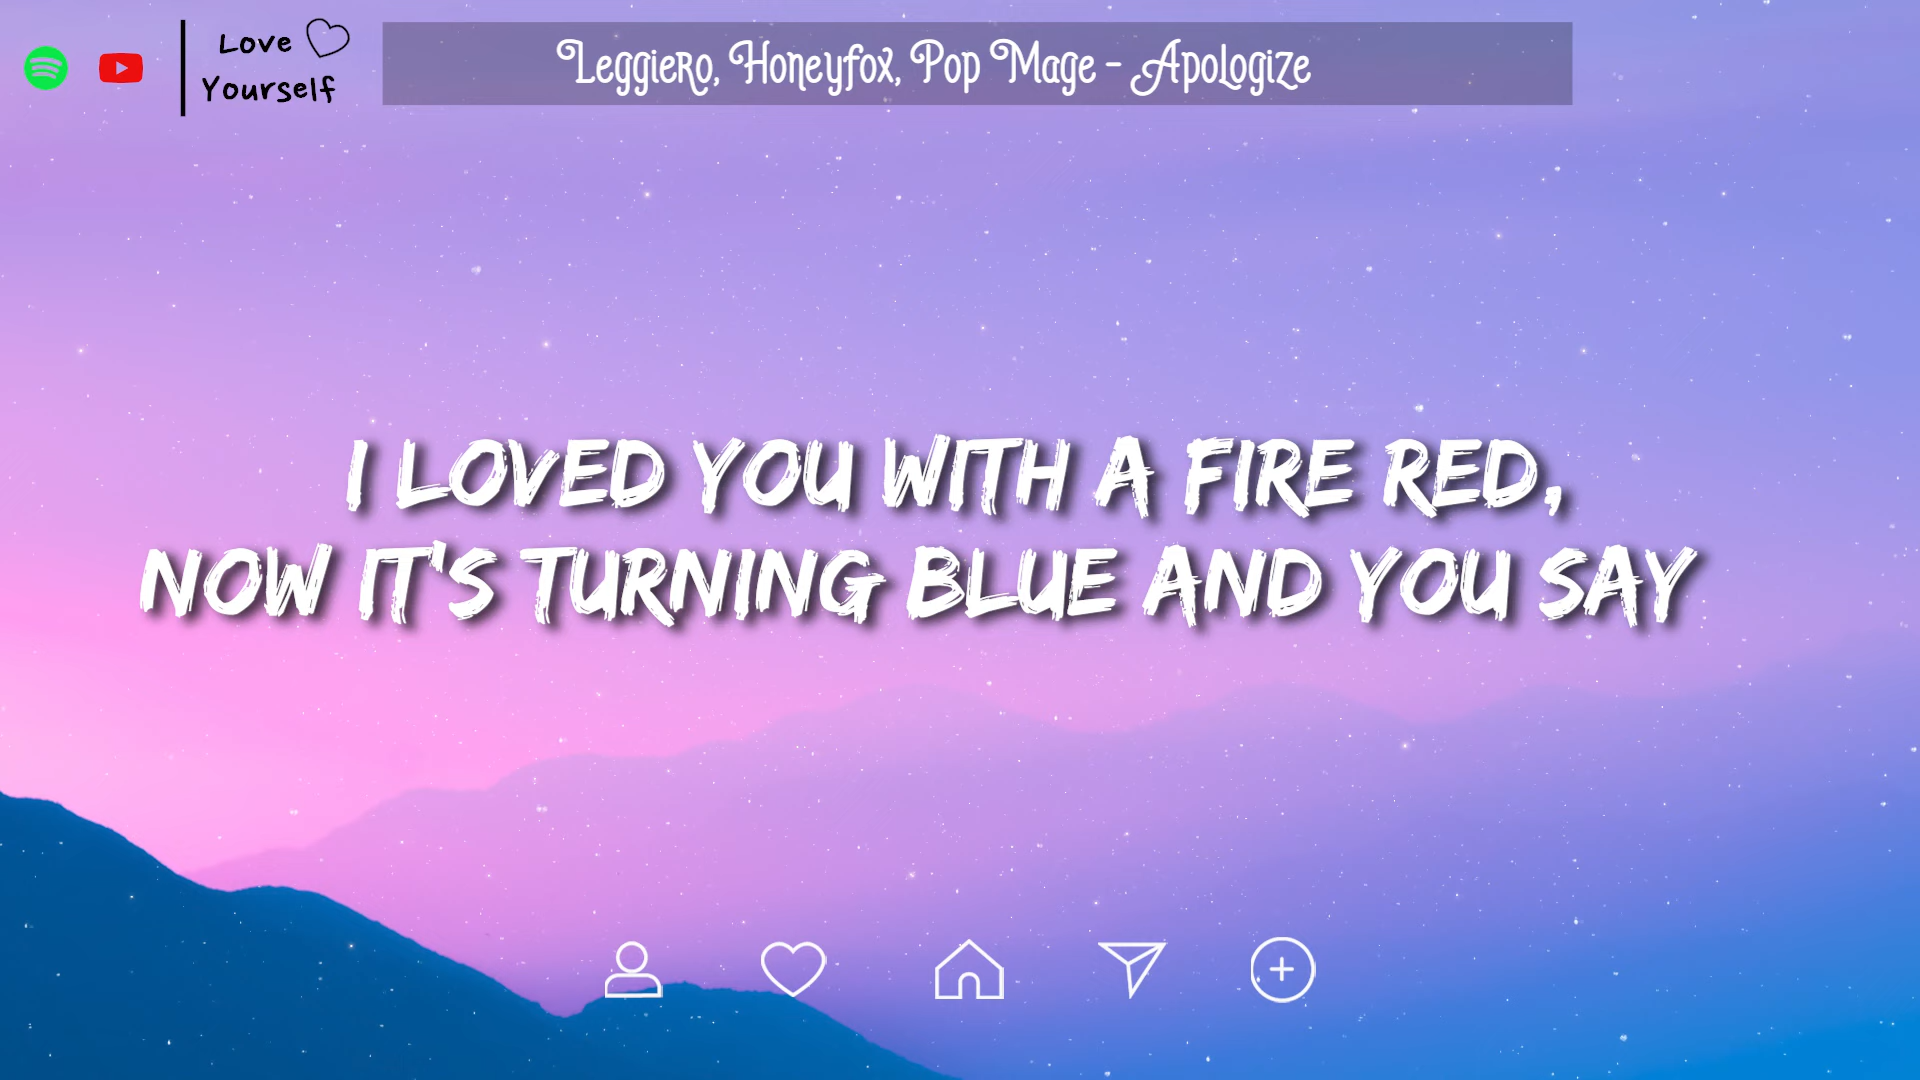 Love
Yourself
Leggiero, Honeyfox, Pop Mage - Apologize
I LOVED YOU WITH A FIRE RED,
NOW IT'S TURNING BLUE AND YOU SAY